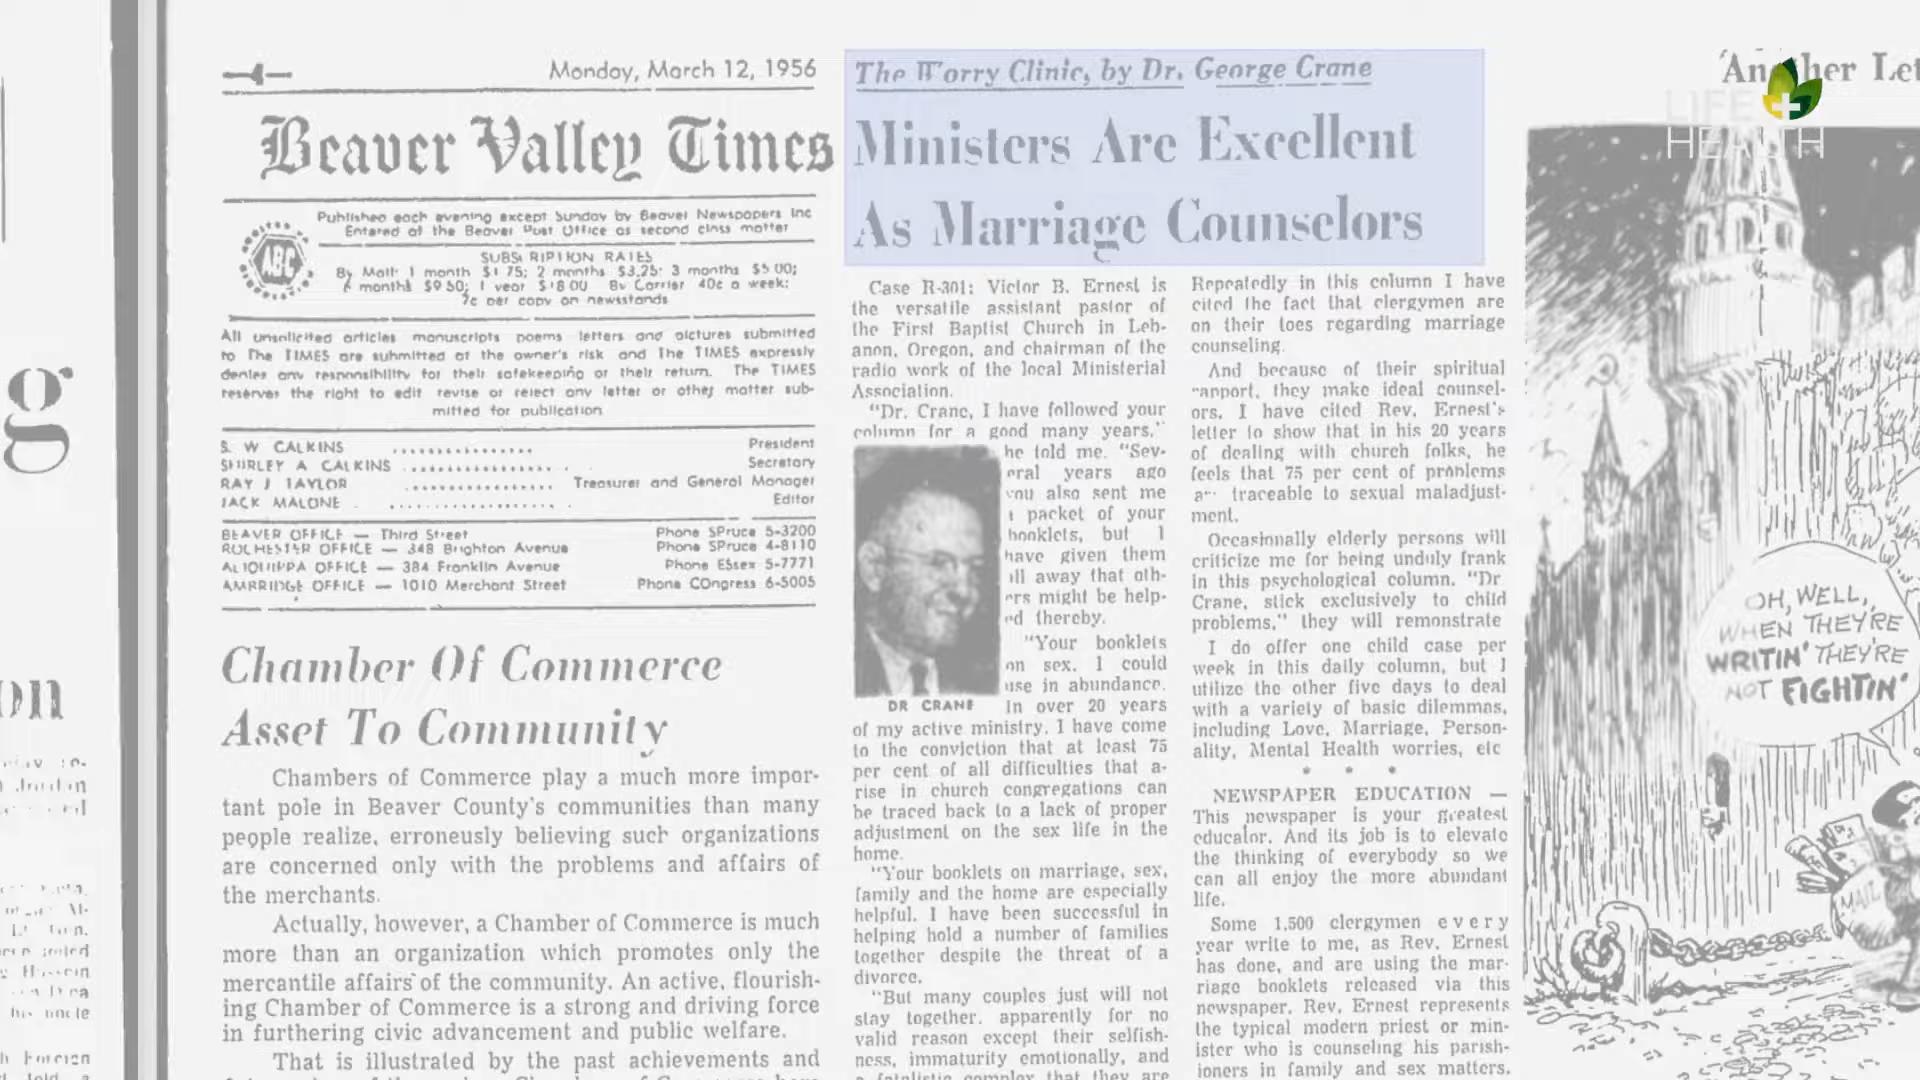 4
Monday, March 12, 1956
Beaver Valley Times
Published each evening except Sunday by Beaver Newspapers Inc
Entered at the Beaver Post Office as second class matter
ABC
SUBSCRIPTION RATES
By Mail: 1 month $1 75; 2 months $3.25; 3 months $5 00;
6 months $9 50; 1 year $18 00 By Carrier 40c a week;
7c per copy on newsstands
All unsolicited articles manuscripts poems letters and pictures submitted
to The TIMES are submitted at the owner's risk and The TIMES expressly
denies any responsibility for their safekeeping or their return. The TIMES
reserves the right to edit revise or reject any letter or other matter sub-
mitted for publication
S. W CALKINS President
SHIRLEY A CALKINS Secretary
RAY J TAYLOR Treasurer and General Manager
JACK MALONE Editor
BEAVER OFFICE — Third Street Phone SPruce 5-3200
ROCHESTER OFFICE — 348 Brighton Avenue Phone SPruce 4-8110
ALIQUIPPA OFFICE — 384 Franklin Avenue Phone ESsex 5-7771
AMBRIDGE OFFICE — 1010 Merchant Street Phone COngress 6-5005
Chamber Of Commerce
Asset To Community
Chambers of Commerce play a much more impor-
tant pole in Beaver County's communities than many
people realize, erroneusly believing such organizations
are concerned only with the problems and affairs of
the merchants.
Actually, however, a Chamber of Commerce is much
more than an organization which promotes only the
mercantile affairs of the community. An active, flourish-
ing Chamber of Commerce is a strong and driving force
in furthering civic advancement and public welfare.
That is illustrated by the past achievements and
The Worry Clinic, by Dr. George Crane
Ministers Are Excellent
As Marriage Counselors
Case R-301: Victor B. Ernest is
the versatile assistant pastor of
the First Baptist Church in Leb-
anon, Oregon, and chairman of the
radio work of the local Ministerial
Association.
"Dr. Crane, I have followed your
column for a good many years,"
he told me. "Sev-
eral years ago
you also sent me
a packet of your
booklets, but I
have given them
all away that oth-
ers might be help-
ed thereby.
"Your booklets
on sex, I could
use in abundance.
In over 20 years
DR CRANE
of my active ministry, I have come
to the conviction that at least 75
per cent of all difficulties that a-
rise in church congregations can
be traced back to a lack of proper
adjustment on the sex life in the
home.
"Your booklets on marriage, sex,
family and the home are especially
helpful. I have been successful in
helping hold a number of families
together despite the threat of a
divorce.
"But many couples just will not
stay together, apparently for no
valid reason except their selfish-
ness, immaturity emotionally, and
a fatalistic complex that they are
Repeatedly in this column I have
cited the fact that clergymen are
on their toes regarding marriage
counseling.
And because of their spiritual
rapport, they make ideal counsel-
ors. I have cited Rev. Ernest's
letter to show that in his 20 years
of dealing with church folks, he
feels that 75 per cent of problems
are traceable to sexual maladjust-
ment.
Occasionally elderly persons will
criticize me for being unduly frank
in this psychological column. "Dr
Crane, stick exclusively to child
problems," they will remonstrate
I do offer one child case per
week in this daily column, but I
utilize the other five days to deal
with a variety of basic dilemmas,
including Love, Marriage, Person-
ality, Mental Health worries, etc
* * *
NEWSPAPER EDUCATION —
This newspaper is your greatest
educator. And its job is to elevate
the thinking of everybody so we
can all enjoy the more abundant
life.
Some 1,500 clergymen every
year write to me, as Rev. Ernest
has done, and are using the mar-
riage booklets released via this
newspaper. Rev. Ernest represents
the typical modern priest or min-
ister who is counseling his parish-
ioners in family and sex matters.
Another Let
LIFE
HEALTH
OH, WELL,
WHEN THEY'RE
WRITIN' THEY'RE
NOT FIGHTIN'
MAIL
g
on